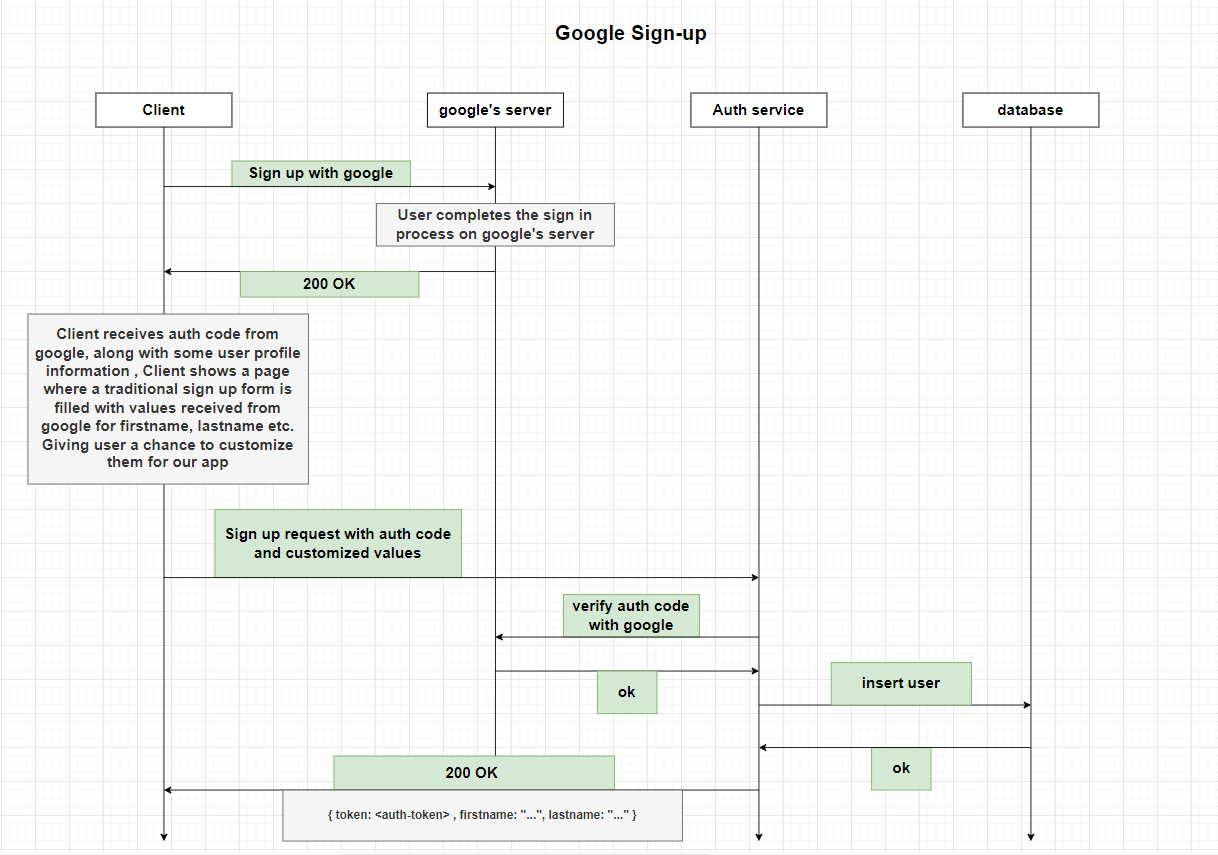 Google Sign-up
Client
google's server
Auth service
database
Sign up with google
User completes the sign in
process on google's server
200 OK
Client receives auth code from
google, along with some user profile
information , Client shows a page
where a traditional sign up form is
filled with values received from
google for firstname, lastname etc.
Giving user a chance to customize
them for our app
Sign up request with auth code
and customized values
verify auth code
with google
ok
insert user
ok
200 OK
{ token: <auth-token> , firstname: "...", lastname: "..." }